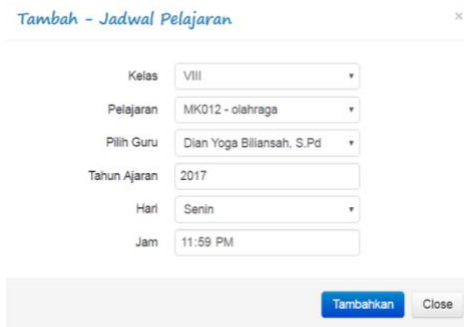 Tambah - Jadwal Pelajaran ×
Kelas VIII
Pelajaran MK012 - olahraga
Pilih Guru Dian Yoga Biliansah, S.Pd
Tahun Ajaran 2017
Hari Senin
Jam 11:59 PM
Tambahkan Close